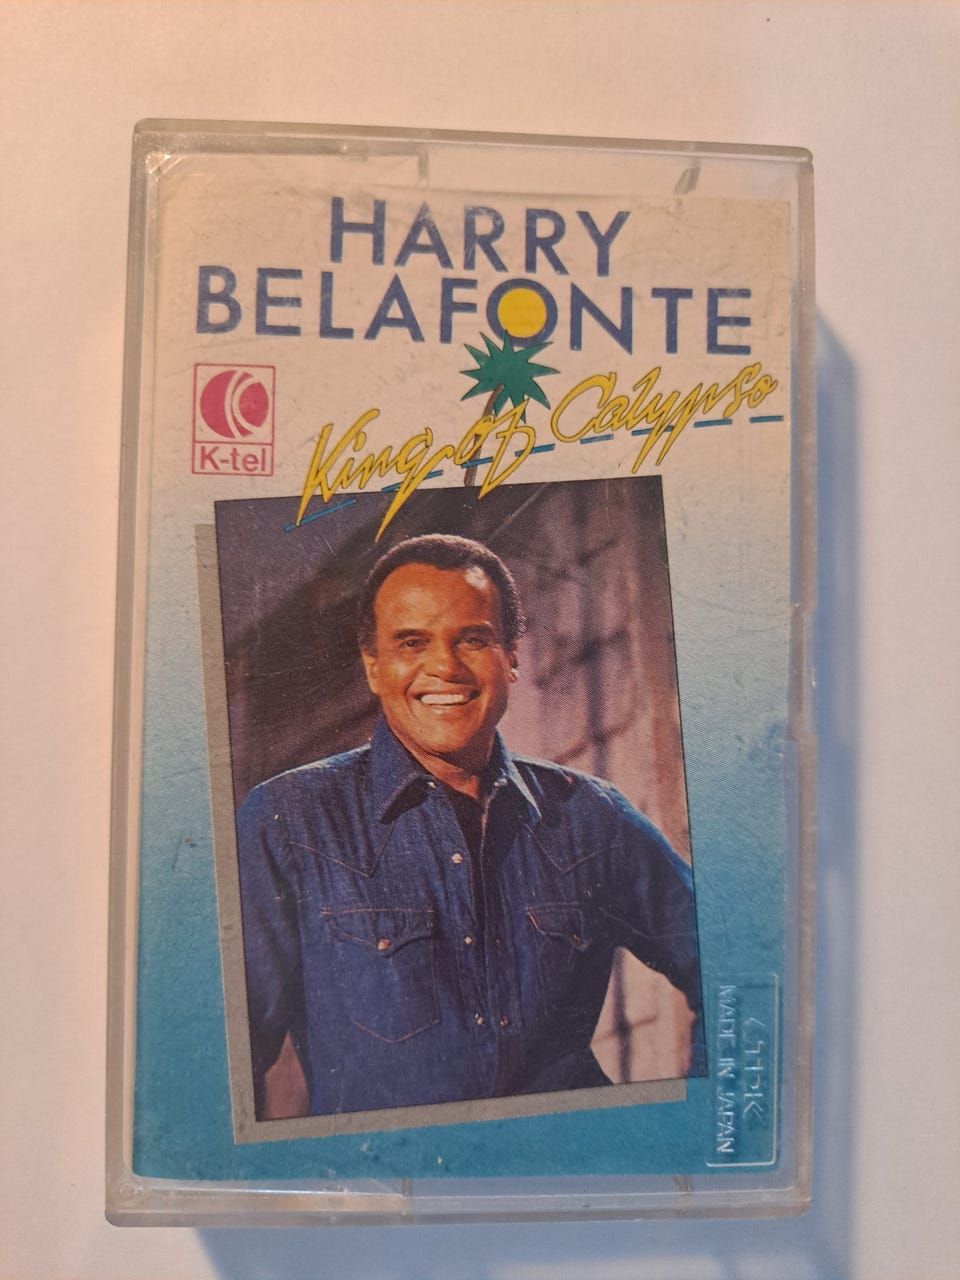 HARRY
BELAFONTE
King of Calypso
K-tel
TDK
MADE IN JAPAN